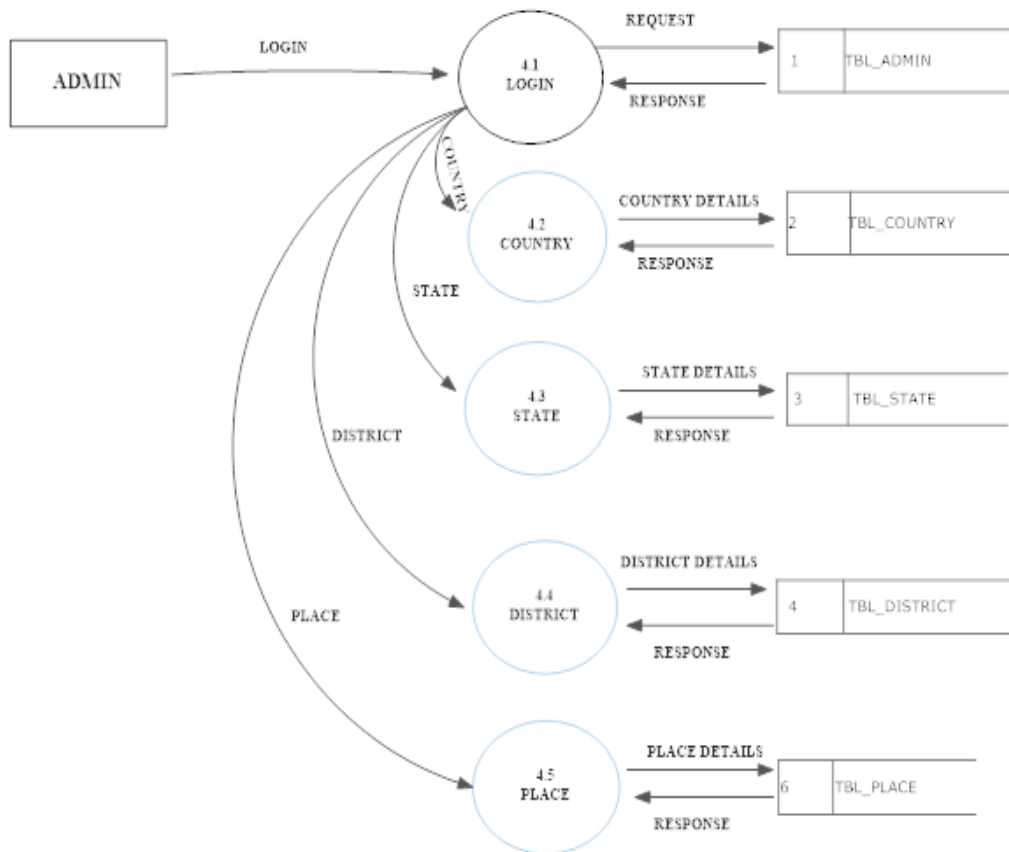 REQUEST
LOGIN
ADMIN
4.1
LOGIN
1
TBL_ADMIN
RESPONSE
COUNTRY
4.2
COUNTRY
COUNTRY DETAILS
2
TBL_COUNTRY
RESPONSE
STATE
4.3
STATE
STATE DETAILS
3
TBL_STATE
RESPONSE
DISTRICT
4.4
DISTRICT
DISTRICT DETAILS
4
TBL_DISTRICT
RESPONSE
PLACE
4.5
PLACE
PLACE DETAILS
6
TBL_PLACE
RESPONSE